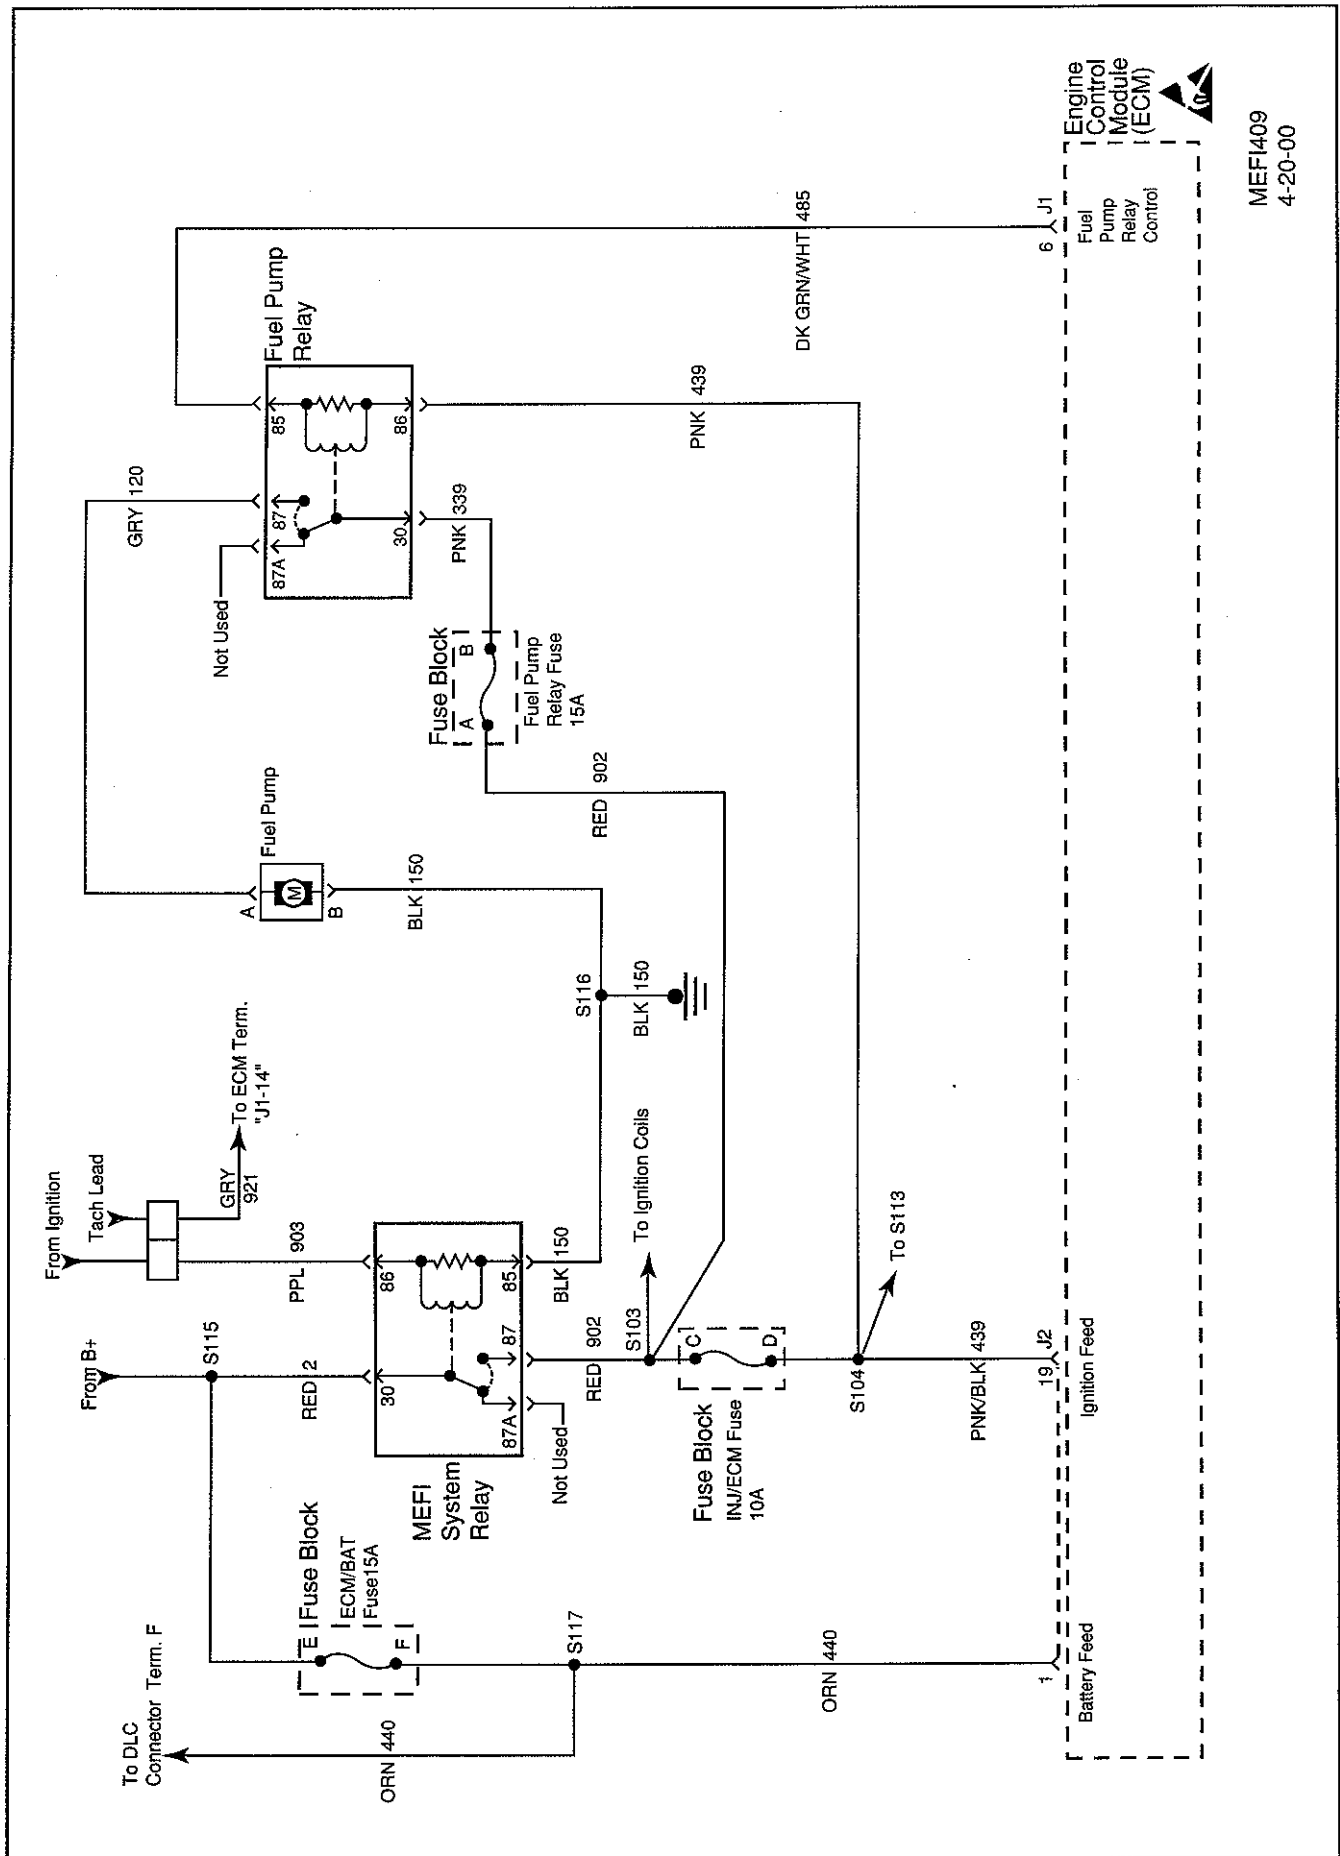 To DLC
Connector Term. F
ORN 440
From B+
S115
E
F
Fuse Block
ECM/BAT
Fuse15A
S117
ORN 440
1
Battery Feed
From Ignition
Tach Lead
PPL 903
GRY
921
To ECM Term.
"J1-14"
RED 2
MEFI
System
Relay
30
86
87A
87
85
Not Used
RED 902
BLK 150
S103
To Ignition Coils
Fuse Block
INJ/ECM Fuse
10A
C
D
S104
To S113
PNK/BLK 439
19
J2
Ignition Feed
S116
BLK 150
BLK 150
Fuel Pump
A
M
B
GRY 120
Not Used
Fuse Block
A
B
Fuel Pump
Relay Fuse
15A
RED 902
PNK 339
Fuel Pump
Relay
87A
87
85
30
86
PNK 439
DK GRN/WHT 485
6
J1
Fuel
Pump
Relay
Control
Engine
Control
Module
(ECM)
MEFI409
4-20-00